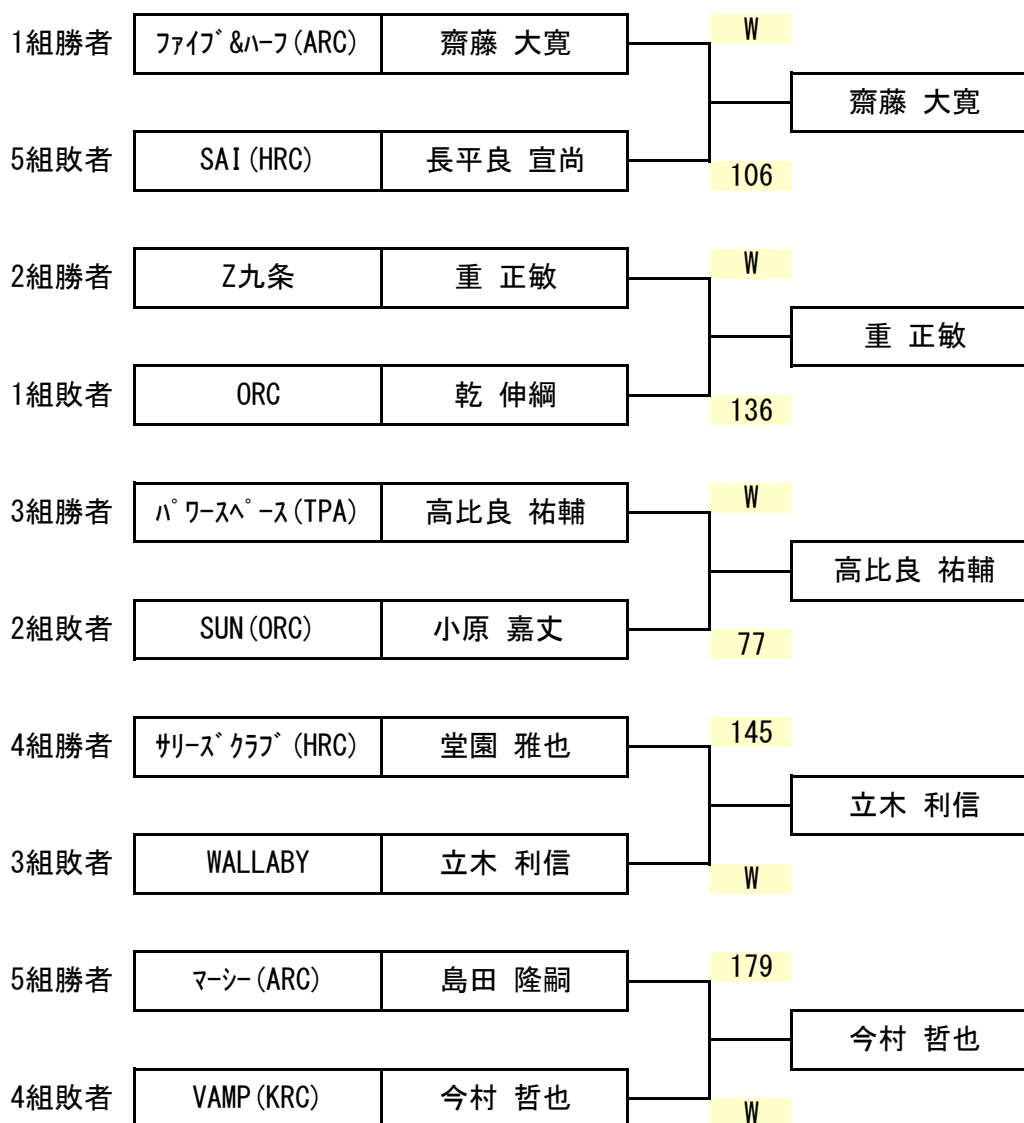 1組勝者 ﾌｧｲﾌﾞ&ﾊｰﾌ(ARC) 齋藤 大寛 W
齋藤 大寛
5組敗者 SAI(HRC) 長平良 宣尚 106
2組勝者 Z九条 重 正敏 W
重 正敏
1組敗者 ORC 乾 伸綱 136
3組勝者 ﾊﾟﾜｰｽﾍﾟｰｽ(TPA) 高比良 祐輔 W
高比良 祐輔
2組敗者 SUN(ORC) 小原 嘉丈 77
4組勝者 ｻﾘｰｽﾞｸﾗﾌﾞ(HRC) 堂園 雅也 145
立木 利信
3組敗者 WALLABY 立木 利信 W
5組勝者 ﾏｰｼｰ(ARC) 島田 隆嗣 179
今村 哲也
4組敗者 VAMP(KRC) 今村 哲也 W